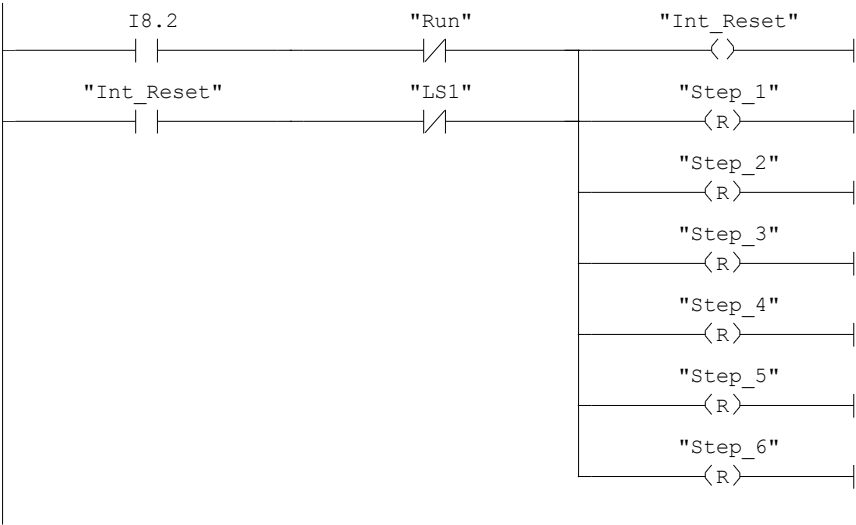 I8.2 "Run" "Int_Reset"
"Int_Reset" "LS1" "Step_1"
R
"Step_2"
R
"Step_3"
R
"Step_4"
R
"Step_5"
R
"Step_6"
R